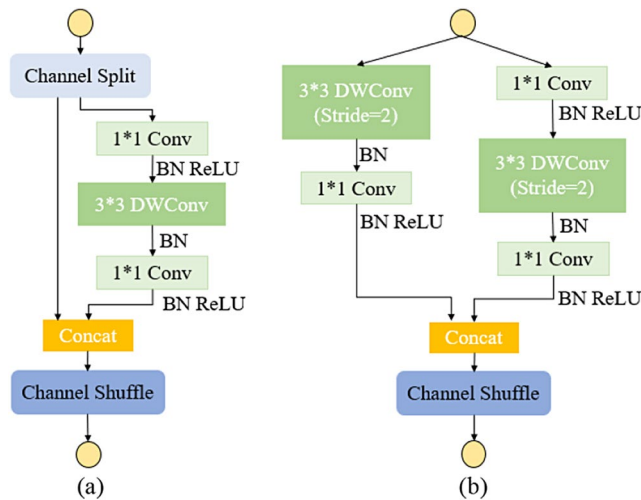 Channel Split
1*1 Conv
BN ReLU
3*3 DWConv
BN
1*1 Conv
BN ReLU
Concat
Channel Shuffle
(a)
3*3 DWConv
(Stride=2)
BN
1*1 Conv
BN ReLU
1*1 Conv
BN ReLU
3*3 DWConv
(Stride=2)
BN
1*1 Conv
BN ReLU
Concat
Channel Shuffle
(b)